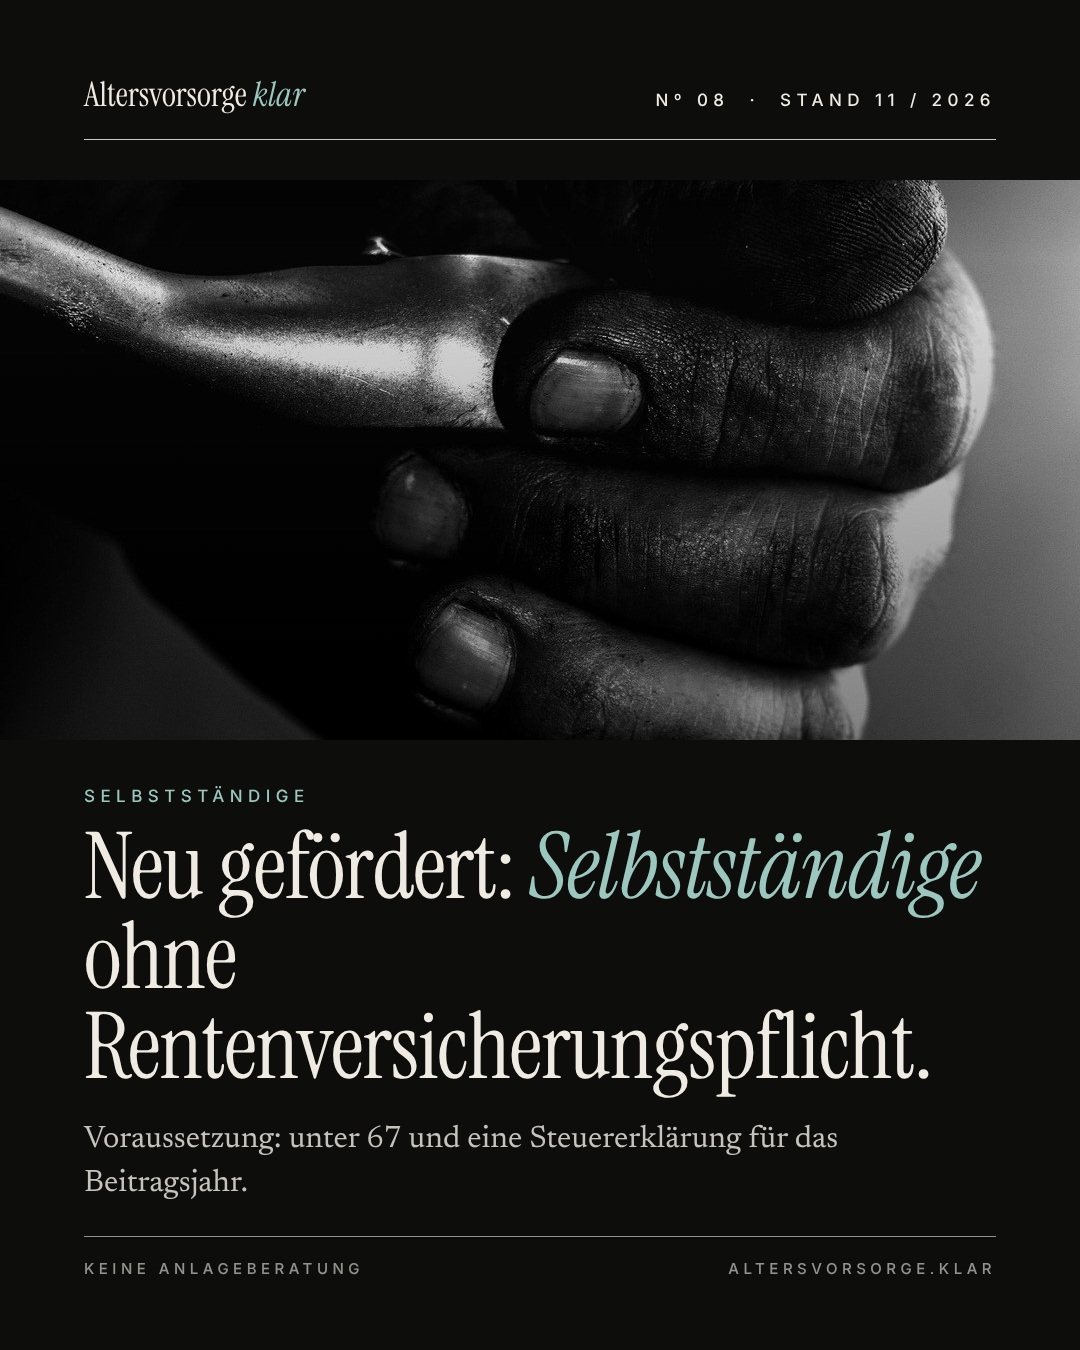 Altersvorsorge klar
Nº 08 · STAND 11 / 2026
SELBSTSTÄNDIGE
Neu gefördert: Selbstständige
ohne
Rentenversicherungspflicht.
Voraussetzung: unter 67 und eine Steuererklärung für das
Beitragsjahr.
KEINE ANLAGEBERATUNG
ALTERSVORSORGE.KLAR